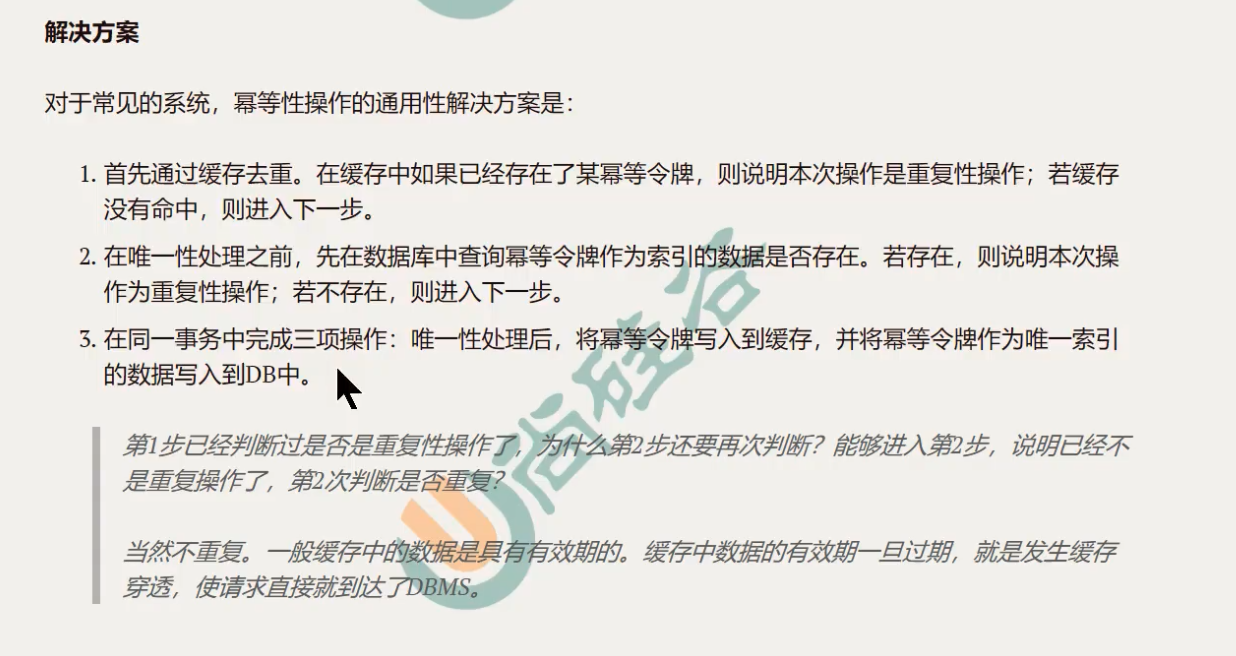 解决方案
对于常见的系统，幂等性操作的通用性解决方案是：
1. 首先通过缓存去重。在缓存中如果已经存在了某幂等令牌，则说明本次操作是重复性操作；若缓存
没有命中，则进入下一步。
2. 在唯一性处理之前，先在数据库中查询幂等令牌作为索引的数据是否存在。若存在，则说明本次操
作为重复性操作；若不存在，则进入下一步。
3. 在同一事务中完成三项操作：唯一性处理后，将幂等令牌写入到缓存，并将幂等令牌作为唯一索引
的数据写入到DB中。
第1步已经判断过是否是重复性操作了，为什么第2步还要再次判断？能够进入第2步，说明已经不
是重复操作了，第2次判断是否重复？
当然不重复。一般缓存中的数据是具有有效期的。缓存中数据的有效期一旦过期，就是发生缓存
穿透，使请求直接就到达了DBMS。
尚硅谷